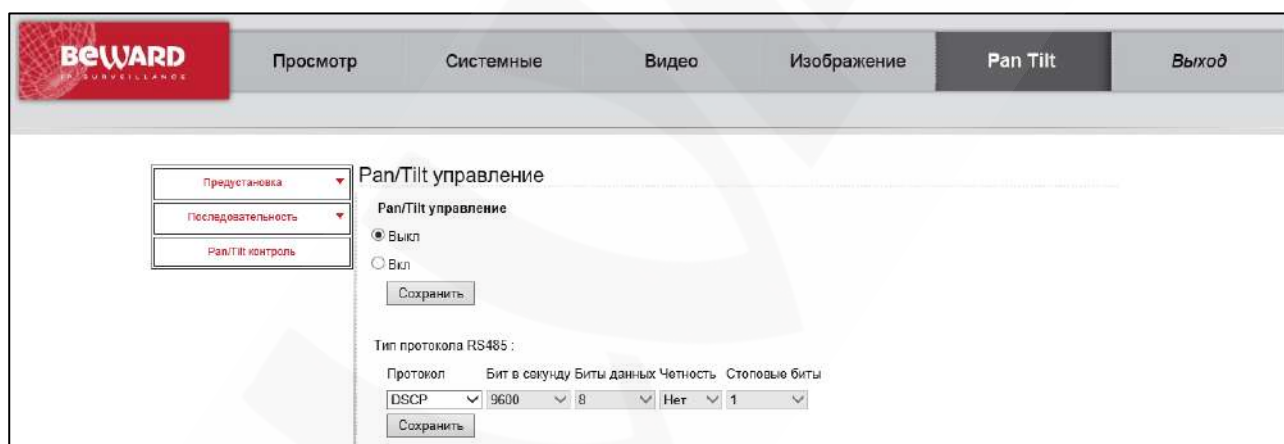 BEWARD
IP SURVEILLANCE
Просмотр
Системные
Видео
Изображение
Pan Tilt
Выход
Предустановка
Последовательность
Pan/Tilt контроль
Pan/Tilt управление
Pan/Tilt управление
Выкл
Вкл
Сохранить
Тип протокола RS485 :
Протокол Бит в секунду Биты данных Четность Стоповые биты
DSCP 9600 8 Нет 1
Сохранить